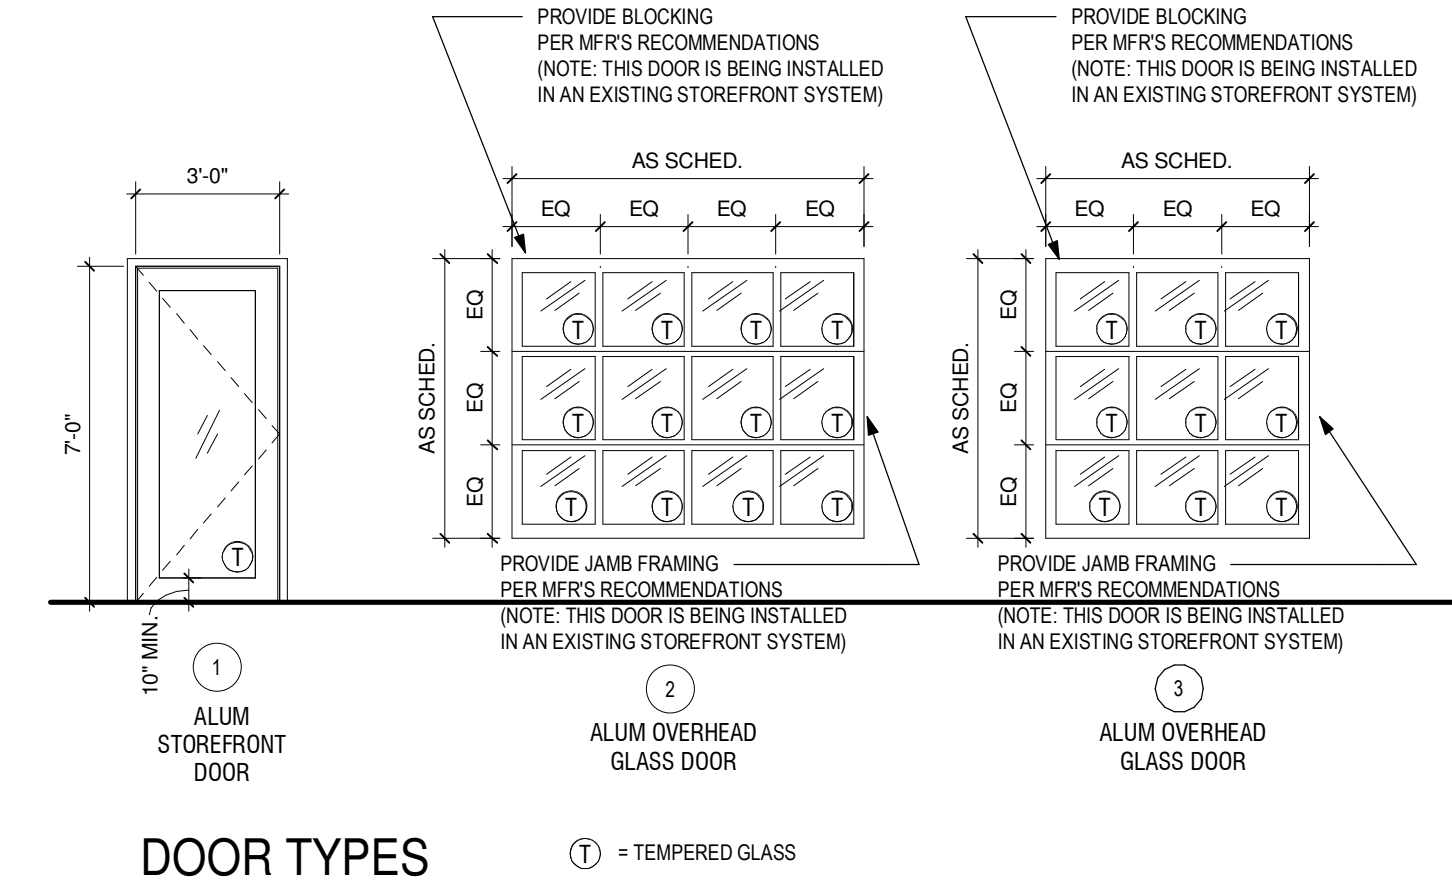 PROVIDE BLOCKING
PER MFR'S RECOMMENDATIONS
(NOTE: THIS DOOR IS BEING INSTALLED
IN AN EXISTING STOREFRONT SYSTEM)
PROVIDE BLOCKING
PER MFR'S RECOMMENDATIONS
(NOTE: THIS DOOR IS BEING INSTALLED
IN AN EXISTING STOREFRONT SYSTEM)
3'-0"
7'-0"
T
10" MIN.
1
ALUM
STOREFRONT
DOOR
AS SCHED.
EQ EQ EQ EQ
AS SCHED.
EQ
EQ
EQ
T T T T
T T T T
T T T T
PROVIDE JAMB FRAMING
PER MFR'S RECOMMENDATIONS
(NOTE: THIS DOOR IS BEING INSTALLED
IN AN EXISTING STOREFRONT SYSTEM)
2
ALUM OVERHEAD
GLASS DOOR
AS SCHED.
EQ EQ EQ
AS SCHED.
EQ
EQ
EQ
T T T
T T T
T T T
PROVIDE JAMB FRAMING
PER MFR'S RECOMMENDATIONS
(NOTE: THIS DOOR IS BEING INSTALLED
IN AN EXISTING STOREFRONT SYSTEM)
3
ALUM OVERHEAD
GLASS DOOR
DOOR TYPES
T = TEMPERED GLASS